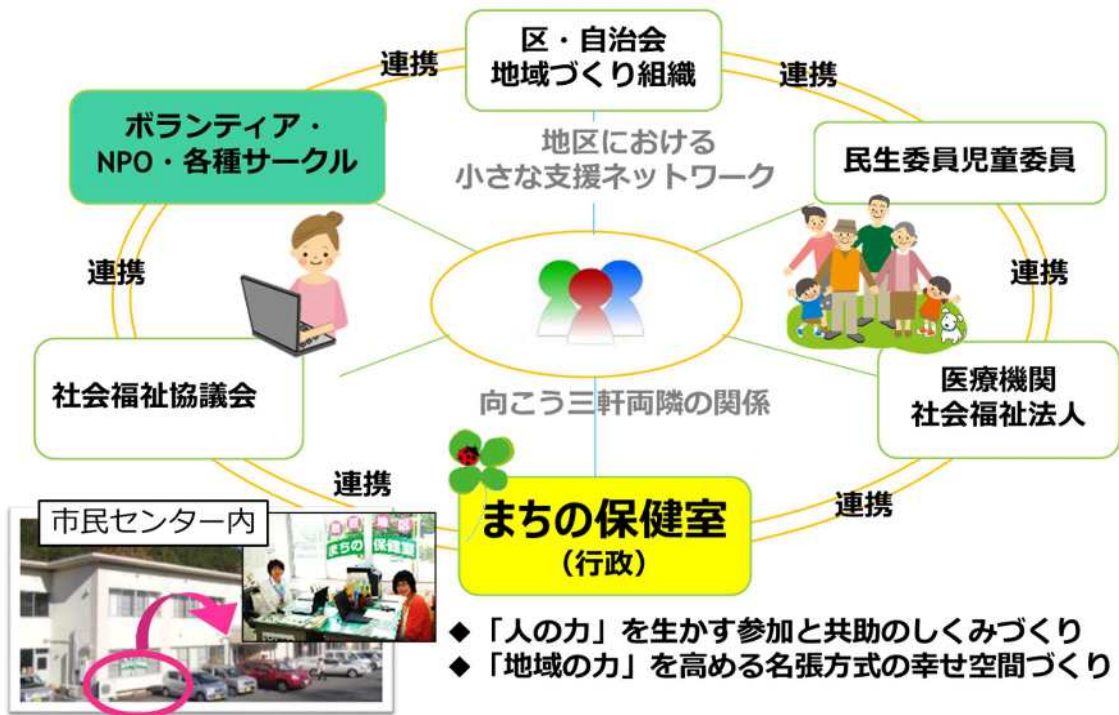 区・自治会
地域づくり組織
連携
連携
ボランティア・
NPO・各種サークル
地区における
小さな支援ネットワーク
民生委員児童委員
連携
連携
社会福祉協議会
向こう三軒両隣の関係
医療機関
社会福祉法人
連携
まちの保健室
（行政）
連携
市民センター内
まちの保健室
◆「人の力」を生かす参加と共助のしくみづくり
◆「地域の力」を高める名張方式の幸せ空間づくり